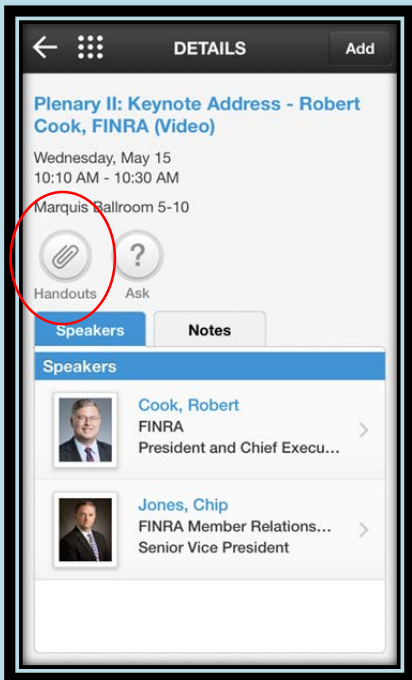 DETAILS
Add
Plenary II: Keynote Address - Robert
Cook, FINRA (Video)
Wednesday, May 15
10:10 AM - 10:30 AM
Marquis Ballroom 5-10
?
Handouts Ask
Speakers Notes
Speakers
Cook, Robert
FINRA
President and Chief Execu...
Jones, Chip
FINRA Member Relations...
Senior Vice President